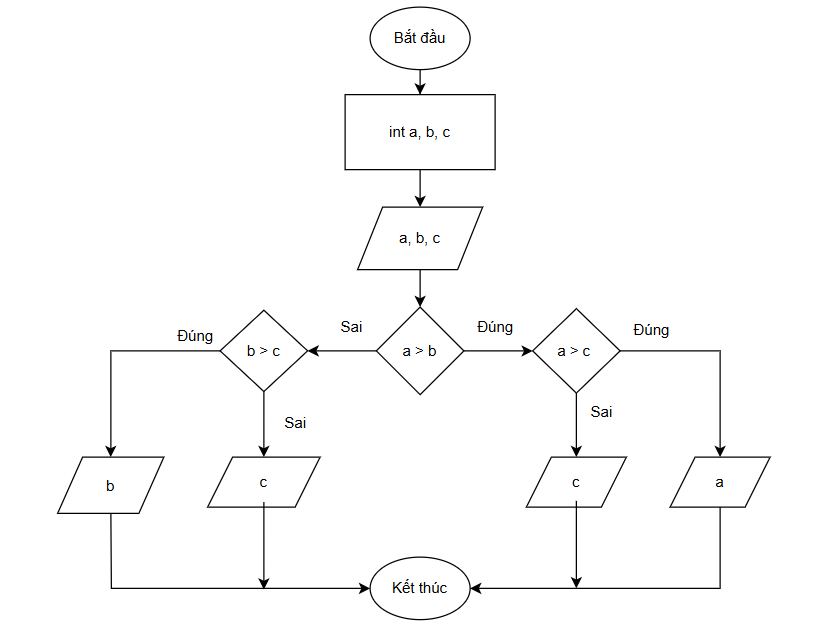 Bắt đầu
int a, b, c
a, b, c
Sai
Đúng
Đúng
Đúng
b > c
a > b
a > c
Sai
Sai
b
c
c
a
Kết thúc